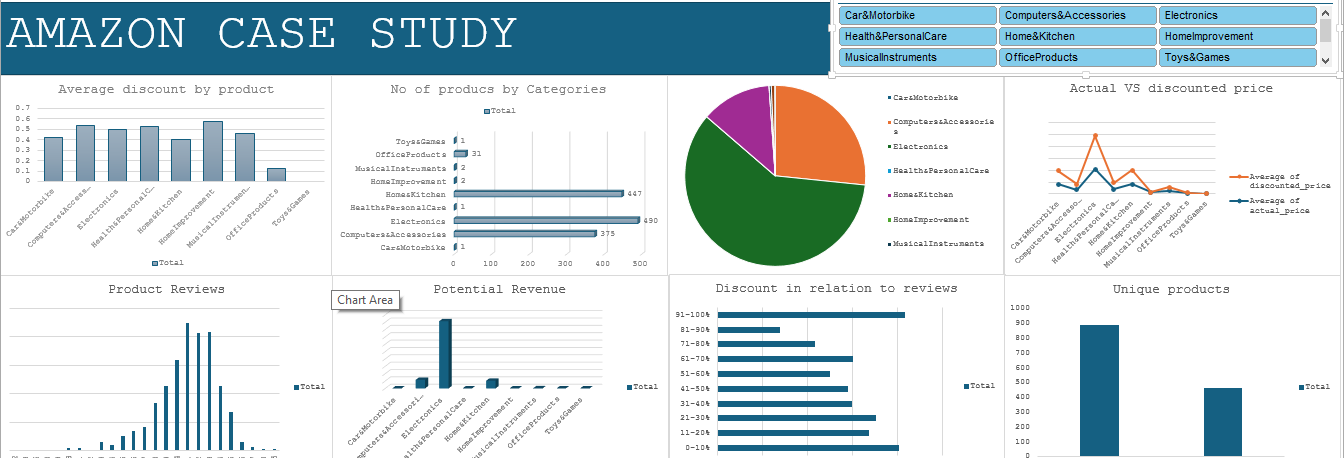 AMAZON CASE STUDY
Car&Motorbike
Computers&Accessories
Electronics
Health&PersonalCare
Home&Kitchen
HomeImprovement
MusicalInstruments
OfficeProducts
Toys&Games
Average discount by product
0.7
0.6
0.5
0.4
0.3
0.2
0.1
0
Car&Motorbike
Computers&Access…
Electronics
Health&PersonalC…
Home&Kitchen
HomeImprovement
MusicalInstrumen…
OfficeProducts
Toys&Games
Total
No of producs by Categories
Total
Toys&Games 1
OfficeProducts 31
MusicalInstruments 2
HomeImprovement 2
Home&Kitchen 447
Health&PersonalCare 1
Electronics 490
Computers&Accessories 375
Car&Motorbike 1
0 100 200 300 400 500
Car&Motorbike
Computers&Accessorie
s
Electronics
Health&PersonalCare
Home&Kitchen
HomeImprovement
MusicalInstruments
Actual VS discounted price
Car&Motorbike
Computers&Accesso…
Electronics
Health&PersonalCa…
Home&Kitchen
HomeImprovement
MusicalInstruments
OfficeProducts
Toys&Games
Average of
discounted_price
Average of
actual_price
Product Reviews
Total
Chart Area
Potential Revenue
Car&Motorbike
Electronics
Home&Kitchen
HomeImprovement
OfficeProducts
Toys&Games
Total
Discount in relation to reviews
91-100%
81-90%
71-80%
61-70%
51-60%
41-50%
31-40%
21-30%
11-20%
0-10%
Total
Unique products
1000
900
800
700
600
500
400
300
200
100
0
Total